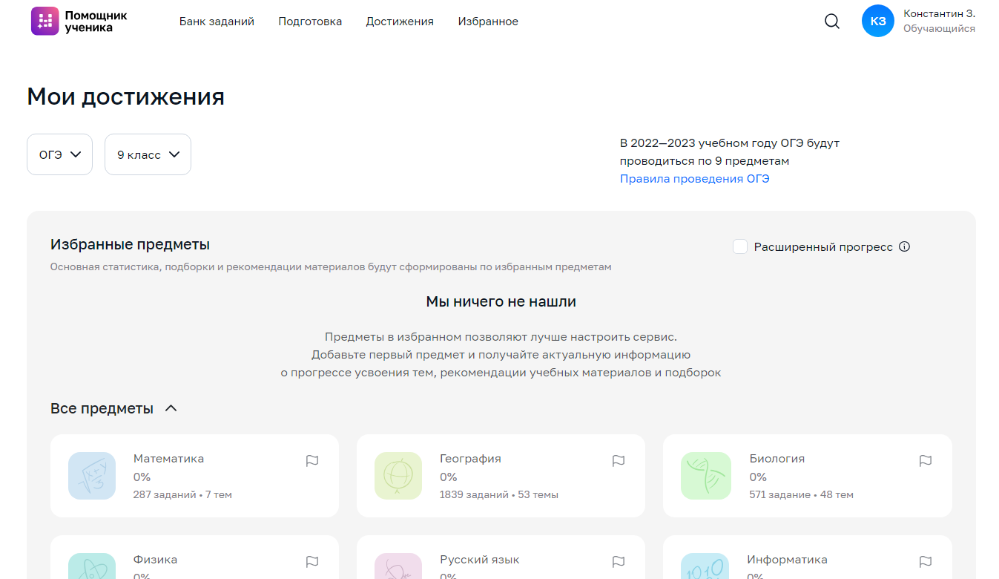 Помощник
ученика
Банк заданий
Подготовка
Достижения
Избранное
КЗ
Константин З.
Обучающийся
Мои достижения
ОГЭ
9 класс
В 2022—2023 учебном году ОГЭ будут
проводиться по 9 предметам
Правила проведения ОГЭ
Избранные предметы
Расширенный прогресс
Основная статистика, подборки и рекомендации материалов будут сформированы по избранным предметам
Мы ничего не нашли
Предметы в избранном позволяют лучше настроить сервис.
Добавьте первый предмет и получайте актуальную информацию
о прогрессе усвоения тем, рекомендации учебных материалов и подборок
Все предметы
Математика
0%
287 заданий • 7 тем
География
0%
1839 заданий • 53 темы
Биология
0%
571 задание • 48 тем
Физика
0%
Русский язык
0%
Информатика
0%